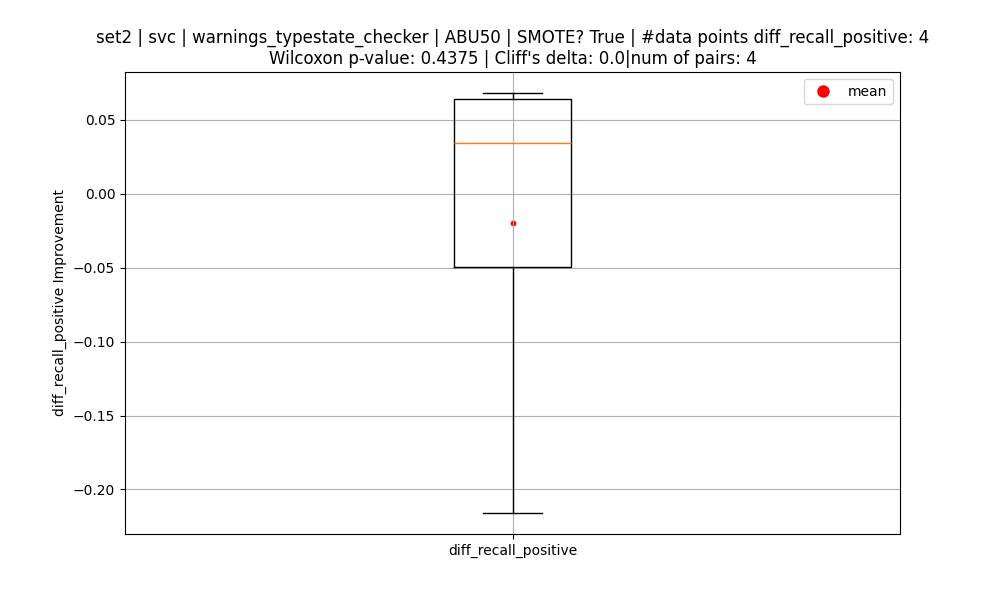 set2 | svc | warnings_typestate_checker | ABU50 | SMOTE? True | #data points diff_recall_positive: 4
Wilcoxon p-value: 0.4375 | Cliff's delta: 0.0|num of pairs: 4
mean
diff_recall_positive Improvement
0.05
0.00
−0.05
−0.10
−0.15
−0.20
diff_recall_positive